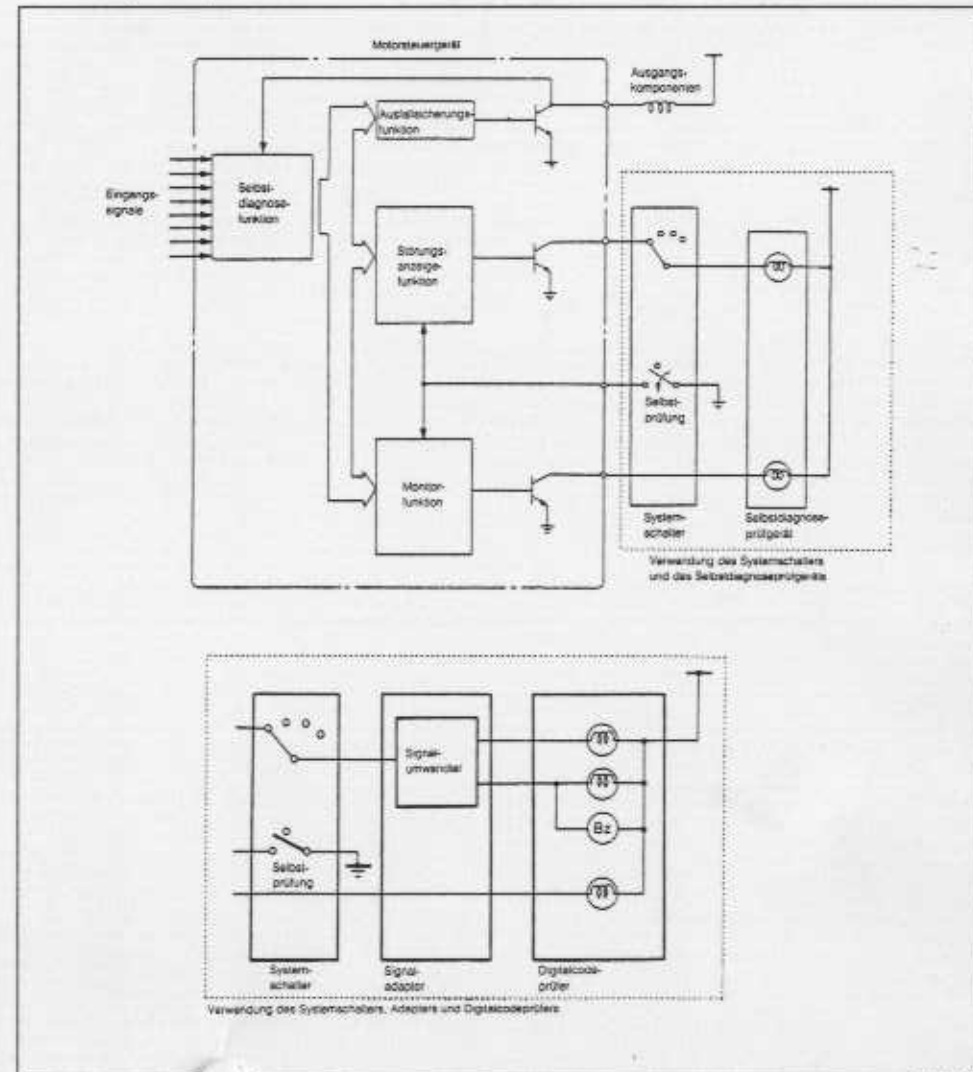 Motorsteuergerät
Ausgangs-
komponenten
Ausfallsicherungs-
funktion
Eingangs-
signale
Selbst-
diagnose-
funktion
Störungs-
anzeige-
funktion
Selbst-
prüfung
Monitor-
funktion
System-
schalter
Selbstdiagnose-
prüfgerät
Verwendung des Systemschalters
und des Selbstdiagnoseprüfgeräts
Signal-
umwandler
Bz
Selbst-
prüfung
System-
schalter
Signal-
adaptor
Digitalcode-
prüfer
Verwendung des Systemschalters, Adapters und Digitalcodeprüfers